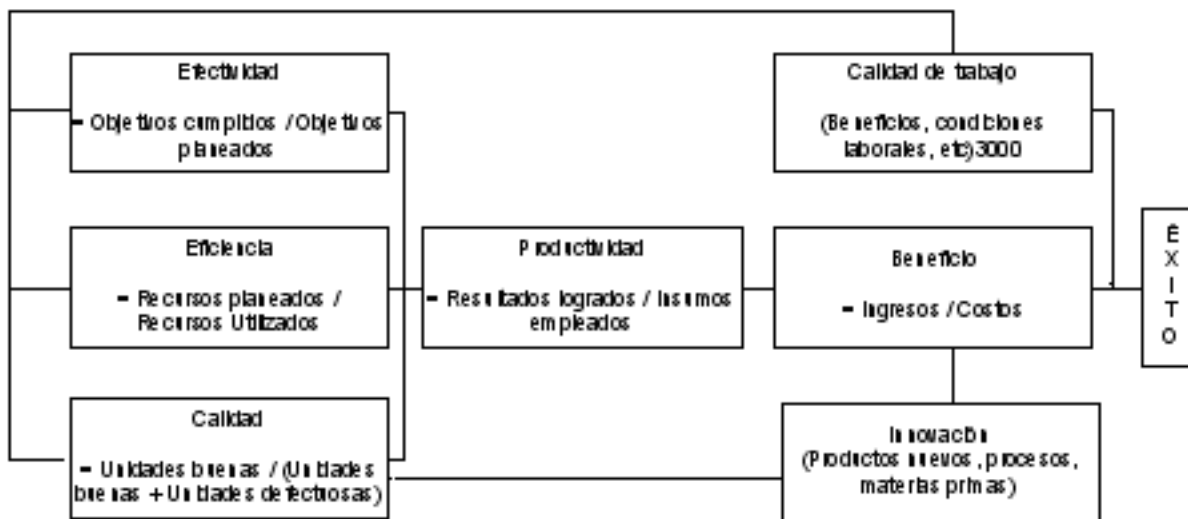 Efectividad
= Objetivos cumplidos / Objetivos
planeados
Calidad de trabajo
(Beneficios, condiciones
laborales, etc)3000
Eficiencia
= Recursos planeados /
Recursos Utilizados
Productividad
= Resultados logrados / Insumos
empleados
Beneficio
= Ingresos / Costos
É
X
I
T
O
Calidad
= Unidades buenas / (Unidades
buenas + Unidades defectuosas)
Innovación
(Productos nuevos, procesos,
materias primas)